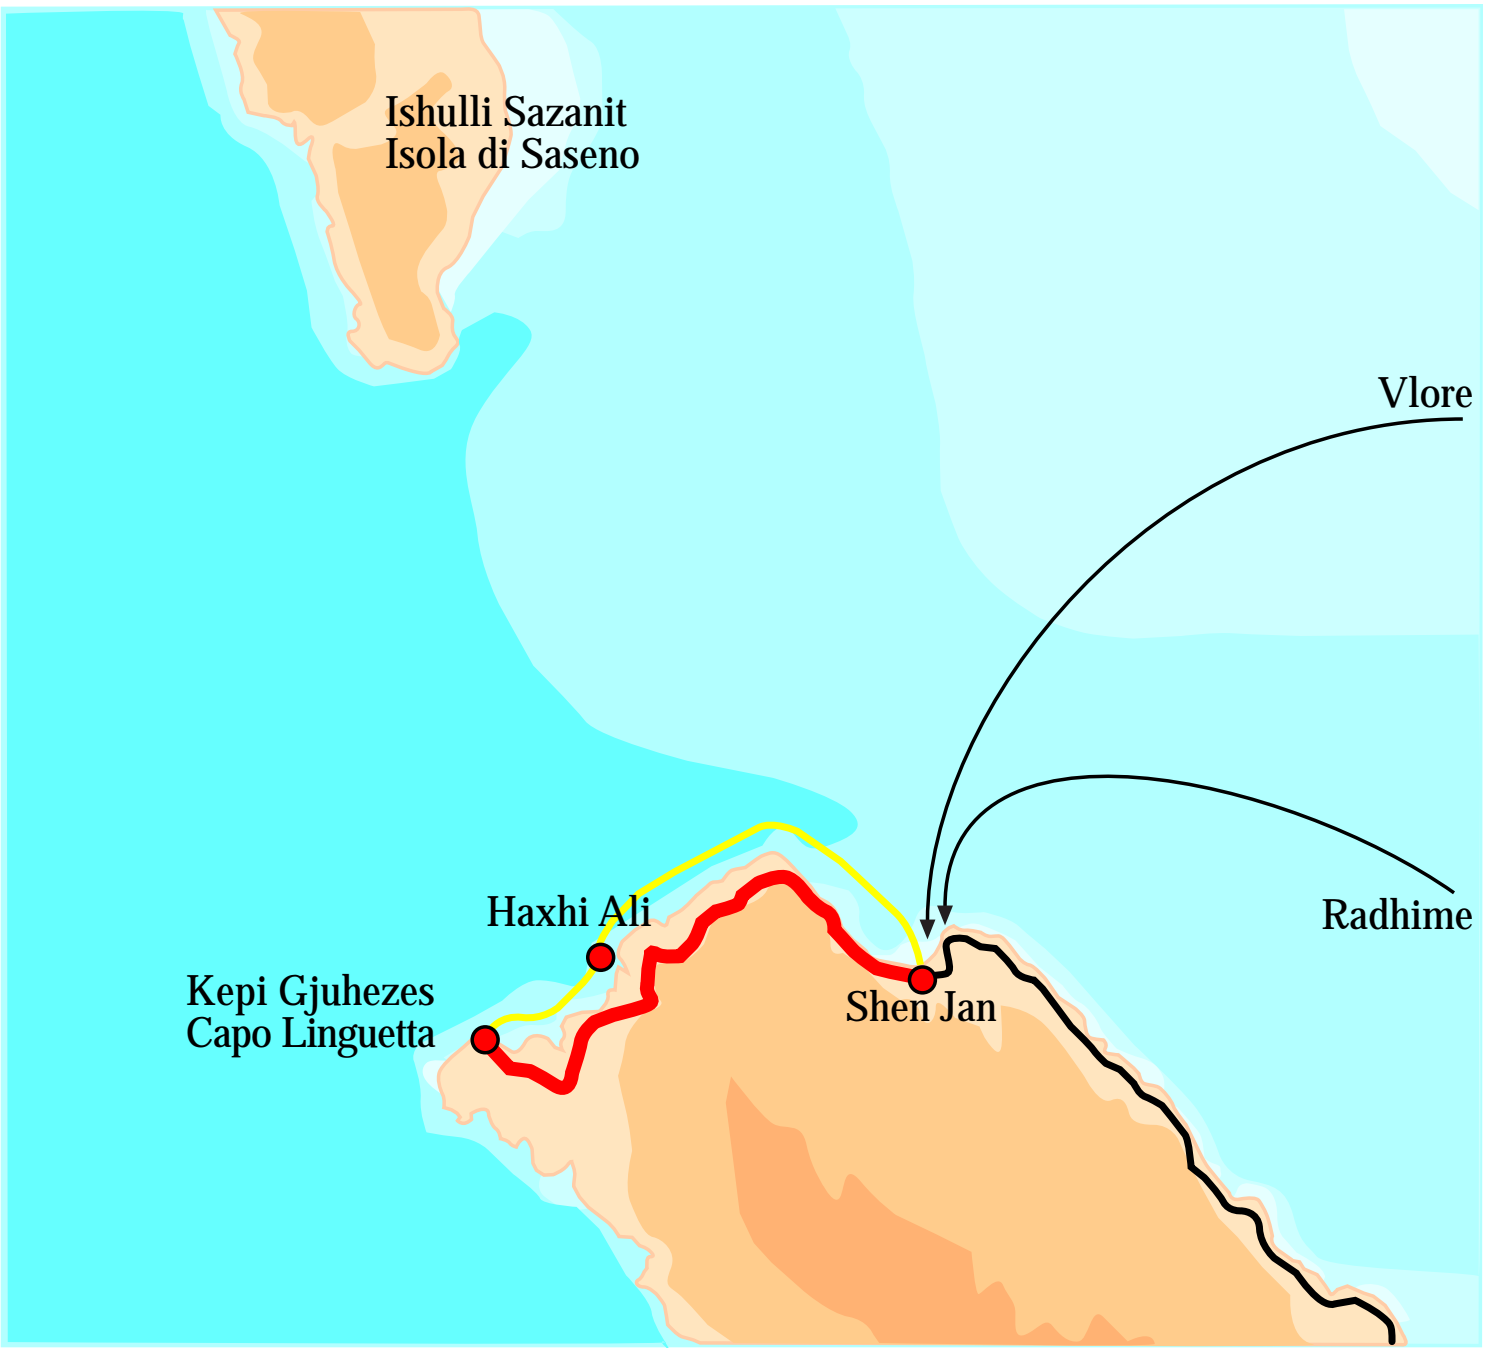 Ishulli Sazanit
Isola di Saseno
Vlore
Haxhi Ali
Radhime
Kepi Gjuhezes
Capo Linguetta
Shen Jan